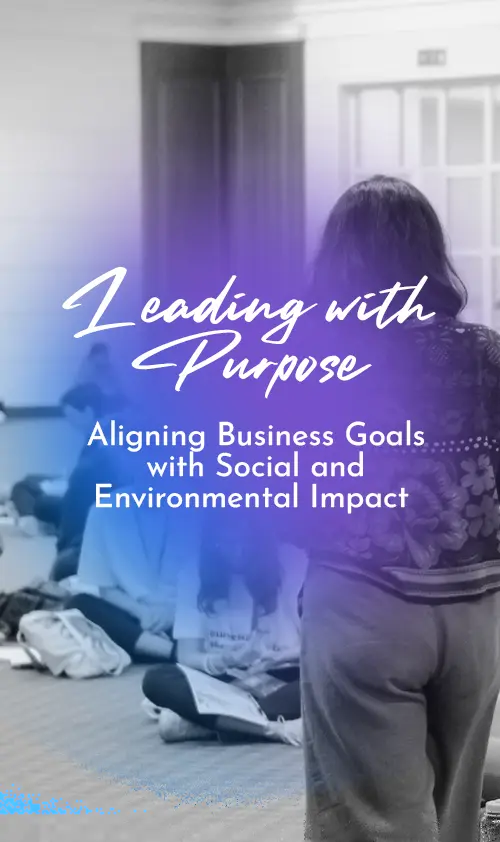 Leading with
Purpose
Aligning Business Goals
with Social and
Environmental Impact